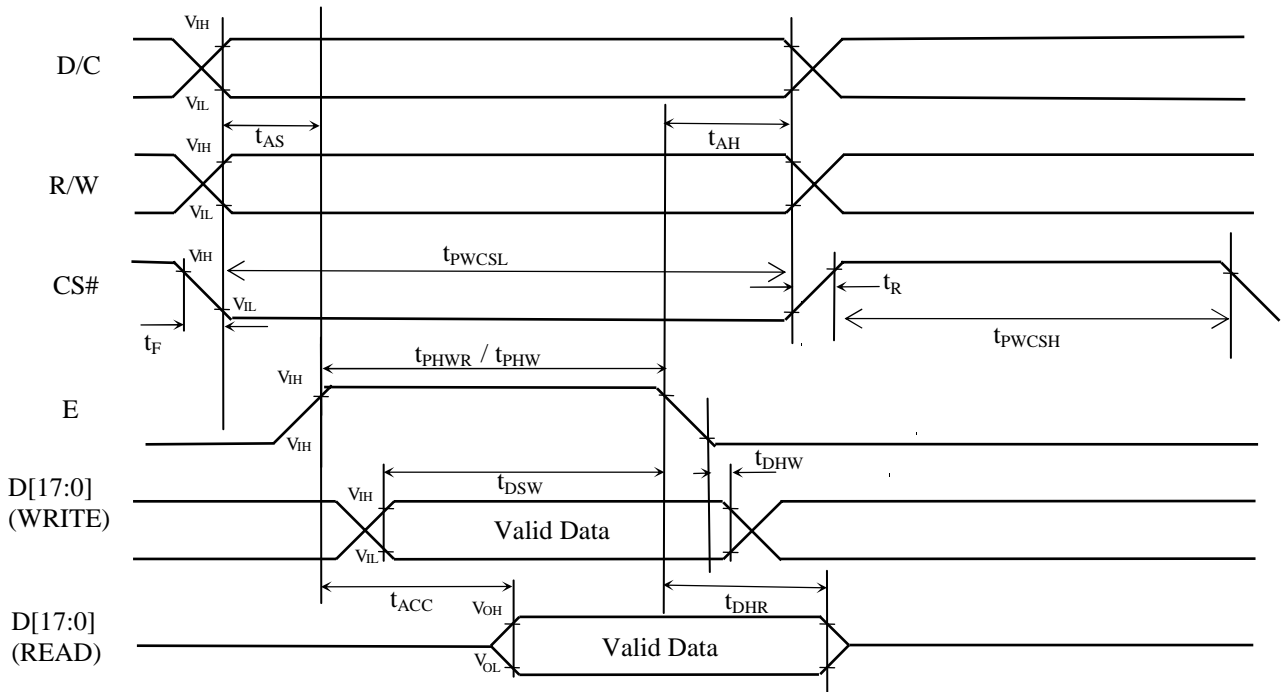 VIH
D/C
VIL
tAS
tAH
VIH
R/W
VIL
VIH
tPWCSL
CS#
VIL
tR
tF
tPWCSH
tPHWR / tPHW
VIH
E
VIH
tDHW
D[17:0]
(WRITE)
VIH
tDSW
Valid Data
VIL
tACC
tDHR
D[17:0]
(READ)
VOH
Valid Data
VOL